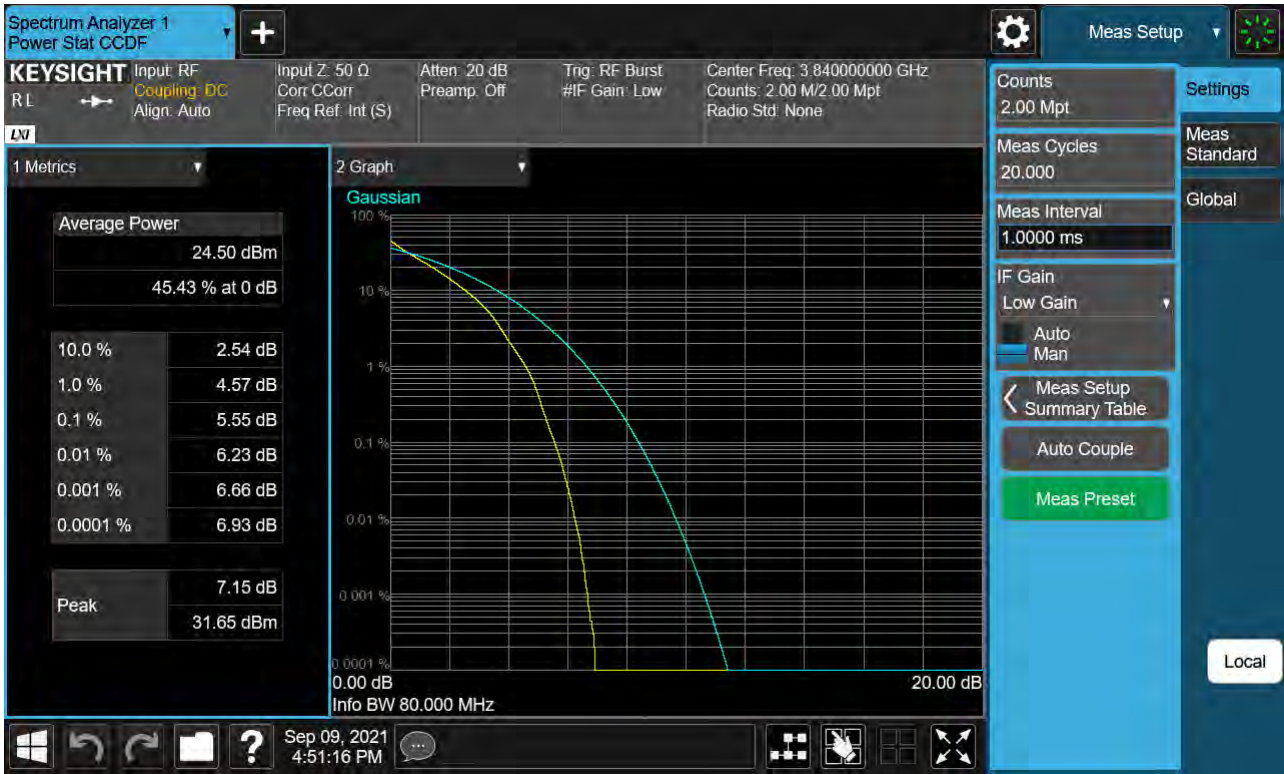 Spectrum Analyzer 1
Power Stat CCDF
+
Meas Setup
KEYSIGHT
RL
LXI
Input: RF
Coupling: DC
Align: Auto
Input Z: 50 Ω
Corr CCorr
Freq Ref: Int (S)
Atten: 20 dB
Preamp: Off
Trig: RF Burst
#IF Gain: Low
Center Freq: 3.840000000 GHz
Counts: 2.00 M/2.00 Mpt
Radio Std: None
1 Metrics
Average Power
24.50 dBm
45.43 % at 0 dB
10.0 % 2.54 dB
1.0 % 4.57 dB
0.1 % 5.55 dB
0.01 % 6.23 dB
0.001 % 6.66 dB
0.0001 % 6.93 dB
Peak
7.15 dB
31.65 dBm
2 Graph
Gaussian
100 %
10 %
1 %
0.1 %
0.01 %
0.001 %
0.0001 %
0.00 dB 20.00 dB
Info BW 80.000 MHz
Counts
2.00 Mpt
Meas Cycles
20.000
Meas Interval
1.0000 ms
IF Gain
Low Gain
Auto
Man
Meas Setup
Summary Table
Auto Couple
Meas Preset
Settings
Meas
Standard
Global
Local
?
Sep 09, 2021
4:51:16 PM